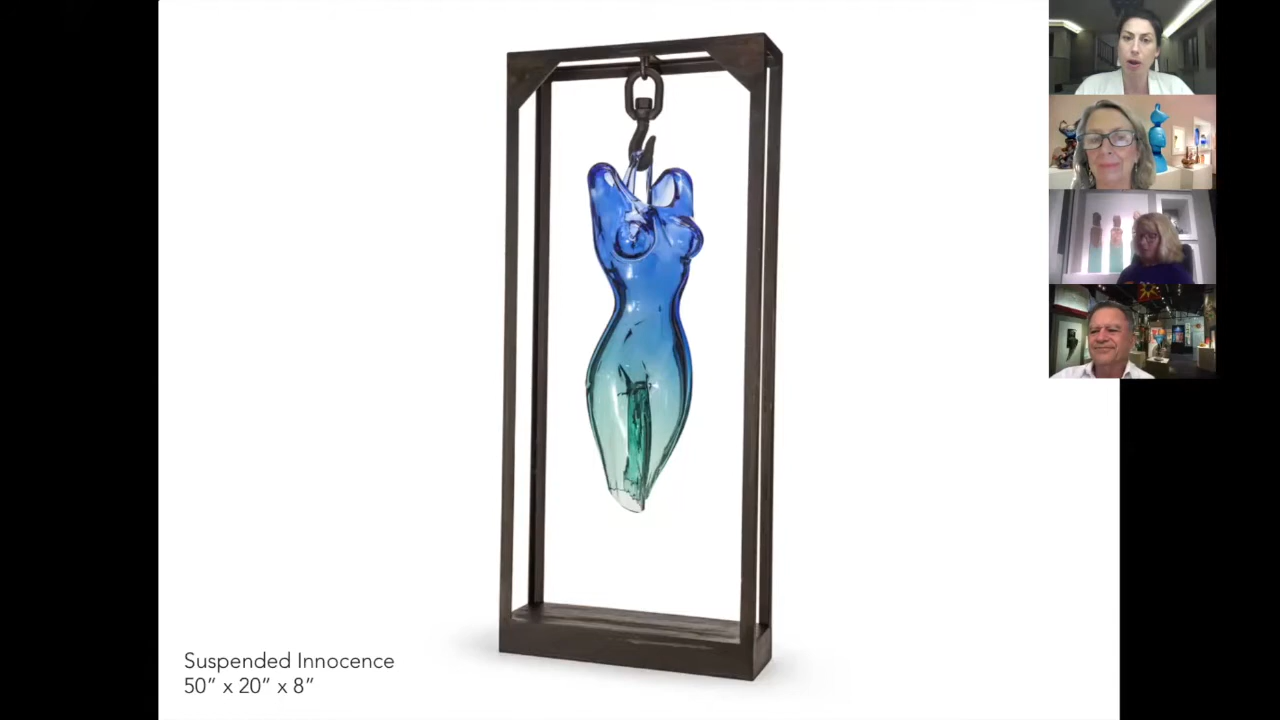 Suspended Innocence
50” x 20” x 8”